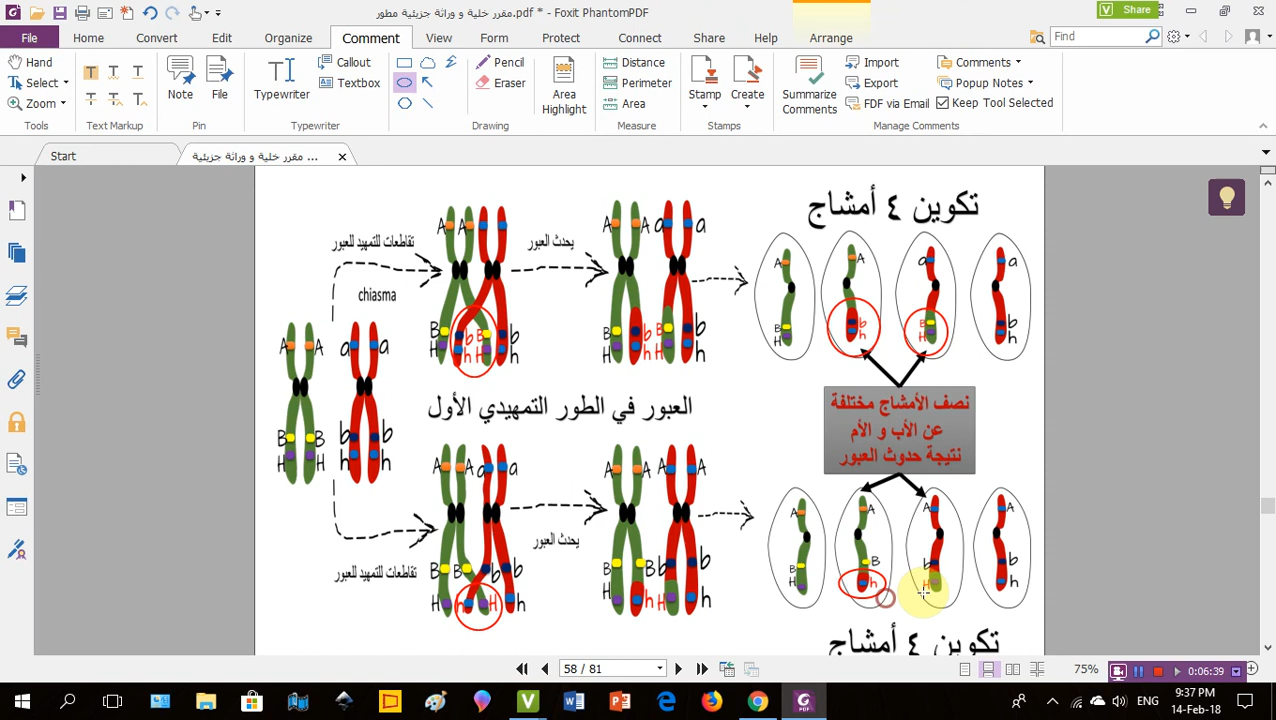 مقرر خلية و وراثة جزيئية مطور.pdf * - Foxit PhantomPDF
Share
File
Home
Convert
Edit
Organize
Comment
View
Form
Protect
Connect
Share
Help
Arrange
Find
Hand
Select
Zoom
Tools
Text Markup
Note
File
Pin
Typewriter
Callout
Textbox
Typewriter
Pencil
Eraser
Area Highlight
Drawing
Distance
Perimeter
Area
Measure
Stamp
Create
Stamps
Summarize Comments
Import
Export
FDF via Email
Comments
Popup Notes
Keep Tool Selected
Manage Comments
Start
مقرر خلية و وراثة جزيئية ...
تكوين ٤ أمشاج
تقاطعات للتمهيد للعبور
chiasma
يحدث العبور
A A
A A a a
A A a a
B B b b
H H h h
B H b h B H b h
B H b h B H b h
A A a a
B H b h B H b h
العبور في الطور التمهيدي الأول
نصف الأمشاج مختلفة
عن الأب و الأم
نتيجة حدوث العبور
A A a a
B B b b
H h H h
يحدث العبور
A A A A
B B b b
h H h
تقاطعات للتمهيد للعبور
A A A A
B B b b
H h H h
تكوين ٤ أمشاج
58 / 81
75%
0:06:39
ENG
9:37 PM
14-Feb-18